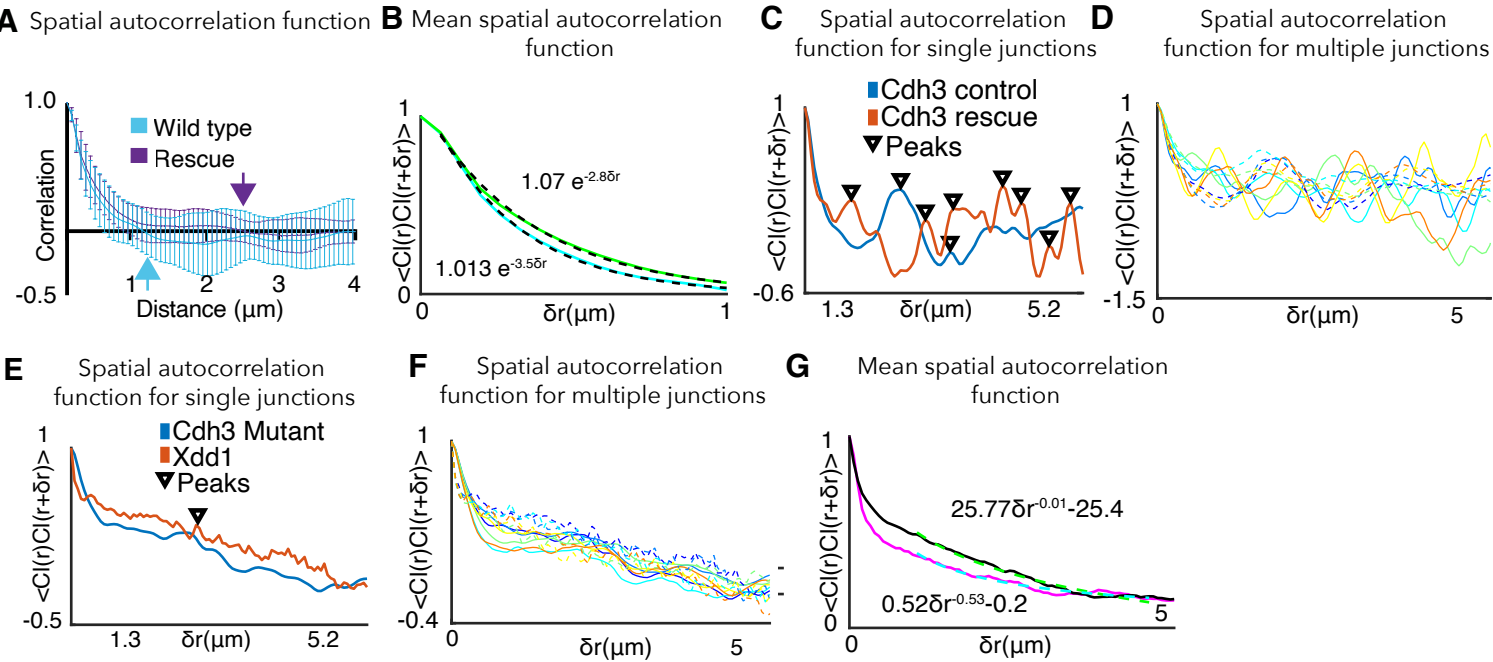 A Spatial autocorrelation function
1.0
Correlation
-0.5
Wild type
Rescue
1
2
3
4
Distance (μm)
B Mean spatial autocorrelation
function
1
<Cl(r)Cl(r+δr)>
0
1.07 e-2.8δr
1.013 e-3.5δr
0
δr(μm)
1
C Spatial autocorrelation
function for single junctions
Cdh3 control
Cdh3 rescue
Peaks
1
<Cl(r)Cl(r+δr)>
-0.6
1.3
δr(μm)
5.2
D Spatial autocorrelation
function for multiple junctions
1
<Cl(r)Cl(r+δr)>
-1.5
0
δr(μm)
5
E Spatial autocorrelation
function for single junctions
Cdh3 Mutant
Xdd1
Peaks
1
<Cl(r)Cl(r+δr)>
-0.5
1.3
δr(μm)
5.2
F Spatial autocorrelation
function for multiple junctions
1
<Cl(r)Cl(r+δr)>
-0.4
0
δr(μm)
5
G Mean spatial autocorrelation
function
1
<Cl(r)Cl(r+δr)>
0
25.77δr-0.01-25.4
0.52δr-0.53-0.2
0
δr(μm)
5